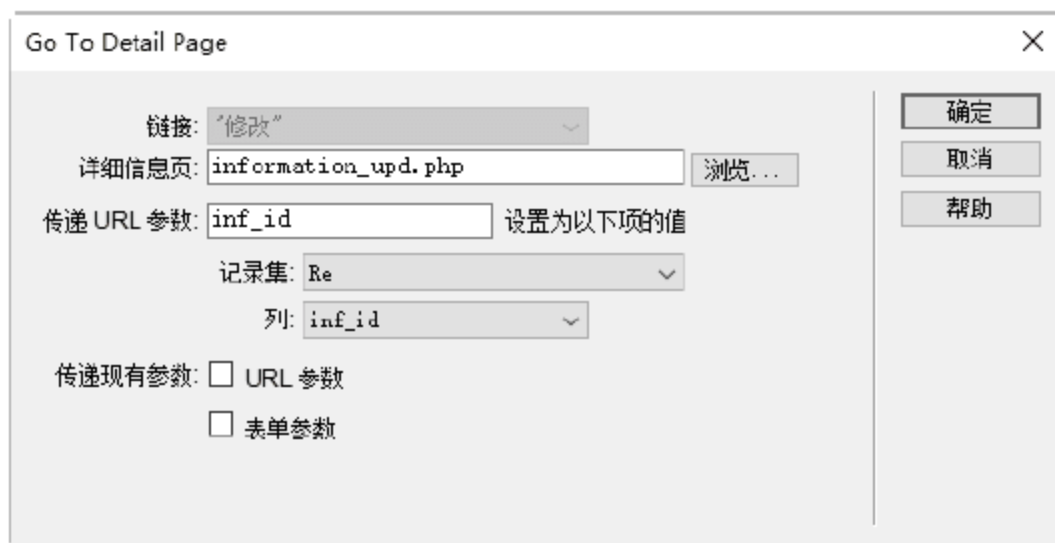 Go To Detail Page
链接: "修改"
详细信息页: information_upd.php 浏览...
传递 URL 参数: inf_id 设置为以下项的值
记录集: Re
列: inf_id
传递现有参数: URL 参数
表单参数
确定
取消
帮助